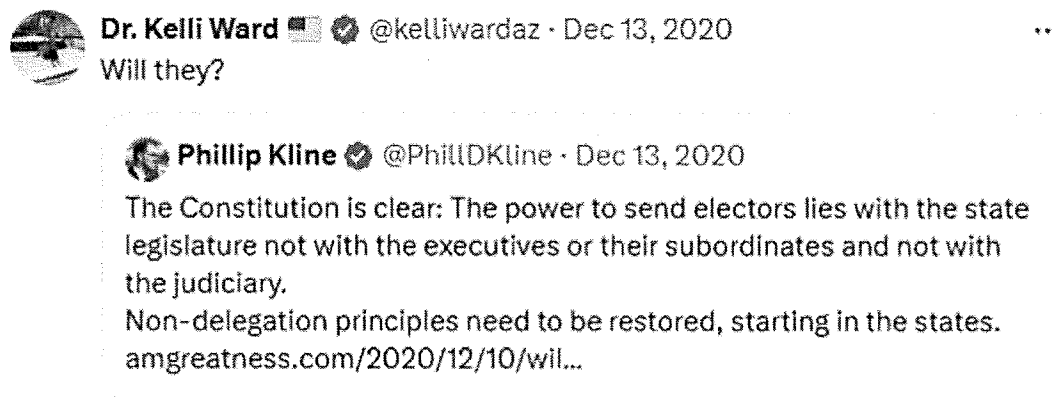 Dr. Kelli Ward @kelliwardaz · Dec 13, 2020
Will they?
Phillip Kline @PhillDKline · Dec 13, 2020
The Constitution is clear: The power to send electors lies with the state
legislature not with the executives or their subordinates and not with
the judiciary.
Non-delegation principles need to be restored, starting in the states.
amgreatness.com/2020/12/10/wil...